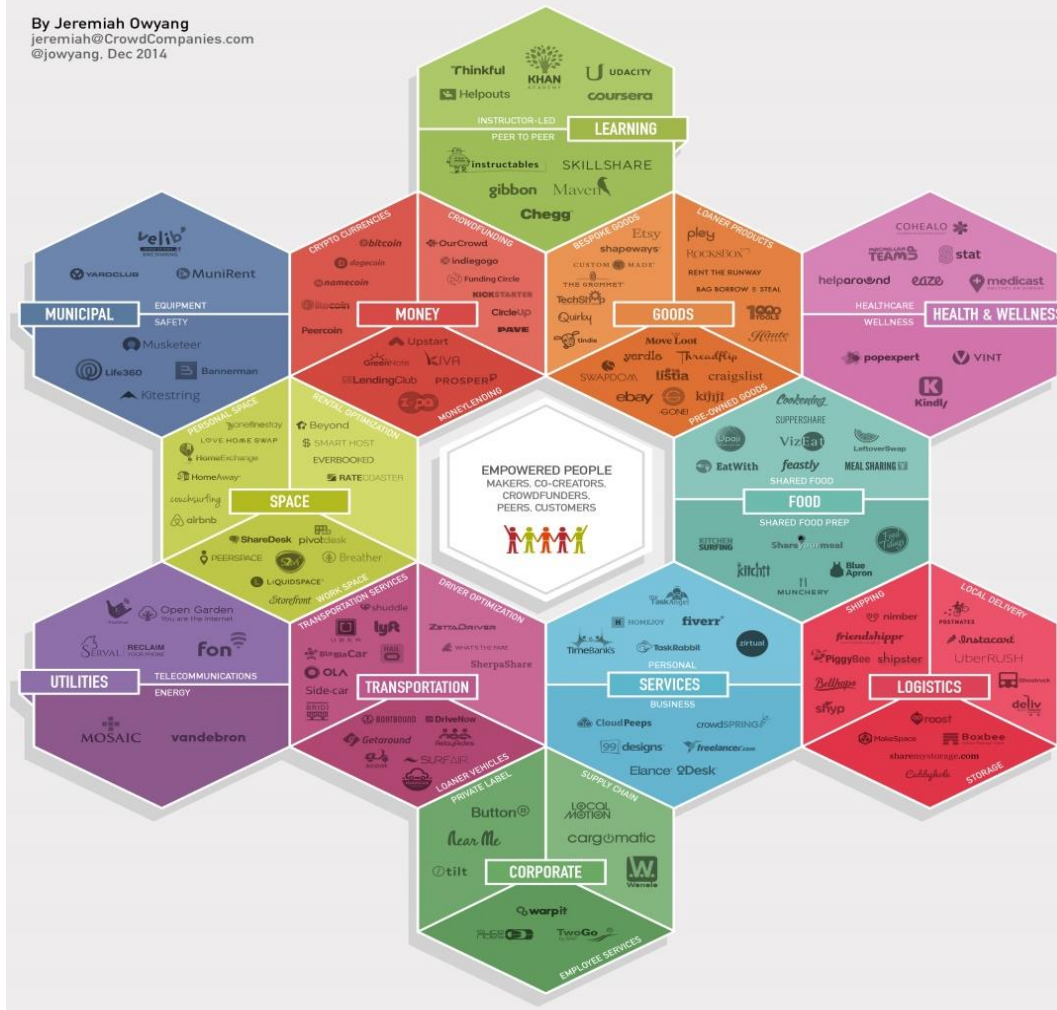 By Jeremiah Owyang
jeremiah@CrowdCompanies.com
@jowyang, Dec 2014
Thinkful
KHAN
ACADEMY
UDACITY
Helpouts
coursera
INSTRUCTOR-LED
LEARNING
PEER TO PEER
instructables
SKILLSHARE
gibbon
Maven
Chegg
velib'
YARDCLUB
MuniRent
EQUIPMENT
MUNICIPAL
SAFETY
Musketeer
Life360
Bannerman
Kitestring
CRYPTO CURRENCIES
bitcoin
dogecoin
namecoin
litecoin
Peercoin
CROWDFUNDING
OurCrowd
indiegogo
Funding Circle
KICKSTARTER
CircleUp
PAVE
MONEY
Upstart
GreenNote
KIVA
LendingClub
PROSPER
MONEYLENDING
BESPOKE GOODS
Etsy
shapeways
CUSTOM MADE
THE GROMMET
TechShop
Quirky
tindie
LOANER PRODUCTS
pley
ROCKSBOX
RENT THE RUNWAY
BAG BORROW OR STEAL
1000
TOOLS
GOODS
Move Loot
yerdle
Threadflip
SWAPDOM
listia
craigslist
ebay
GONE!
kijiji
PRE-OWNED GOODS
COHEALO
TEAMS
stat
helparound
eaze
medicast
HEALTHCARE
HEALTH & WELLNESS
WELLNESS
popexpert
VINT
Kindly
PERSONAL SPACE
onefinestay
LOVE HOME SWAP
HomeExchange
HomeAway
couchsurfing
airbnb
RENTAL OPTIMIZATION
Beyond
SMART HOST
EVERBOOKED
RATECOASTER
SPACE
ShareDesk
pivotdesk
PEERSPACE
Breather
LIQUIDSPACE
Storefront
WORK SPACE
EMPOWERED PEOPLE
MAKERS, CO-CREATORS,
CROWDFUNDERS,
PEERS, CUSTOMERS
Cookening
SUPPERSHARE
VizEat
LeftoverSwap
EatWith
feastly
MEAL SHARING
SHARED FOOD
FOOD
SHARED FOOD PREP
KITCHEN
SURFING
Shareyourmeal
kitchit
Blue
Apron
MUNCHERY
Open Garden
You are the Internet
SERVAL
RECLAIM
YOUR PHONE
fon
TELECOMMUNICATIONS
UTILITIES
ENERGY
MOSAIC
vandebron
TRANSPORTATION SERVICES
shuddle
UBER
lyft
BlaBlaCar
HAILO
OLA
Side-car
BRIDJ
DRIVER OPTIMIZATION
ZETTADRIVER
WHAT'S THE FARE
SherpaShare
TRANSPORTATION
BOATBOUND
DriveNow
Getaround
RelayRides
scoot
SURFAIR
LOANER VEHICLES
TaskAngel
HOMEJOY
fiverr
TimeBanks
TaskRabbit
zirtual
PERSONAL
SERVICES
BUSINESS
CloudPeeps
crowdSPRING
99designs
freelancer.com
Elance
oDesk
SHIPPING
nimber
friendshippr
PiggyBee
shipster
Bellhops
shyp
LOCAL DELIVERY
POSTMATES
Instacart
UberRUSH
deliv
LOGISTICS
roost
MakeSpace
Boxbee
sharemystorage.com
Cubbyhole
STORAGE
PRIVATE LABEL
Button
Near Me
tilt
SUPPLY CHAIN
LOCAL
MOTION
cargomatic
Wenela
CORPORATE
warpit
TwoGo
EMPLOYEE SERVICES